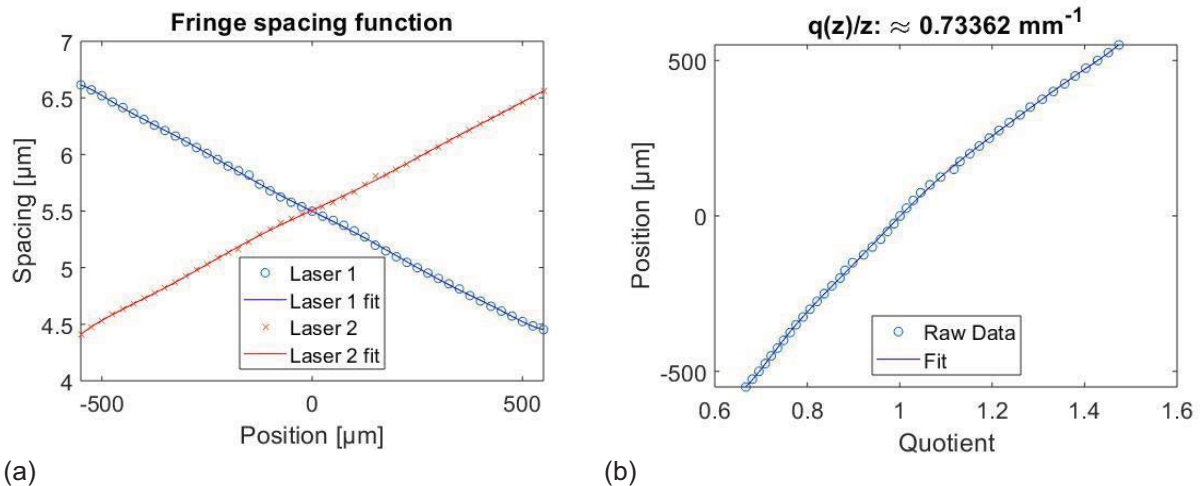 Fringe spacing function
7
6.5
6
5.5
5
4.5
4
Spacing [µm]
-500
0
500
Position [µm]
Laser 1
Laser 1 fit
Laser 2
Laser 2 fit
(a)
q(z)/z: ≈ 0.73362 mm⁻¹
500
0
-500
Position [µm]
0.6
0.8
1
1.2
1.4
1.6
Quotient
Raw Data
Fit
(b)